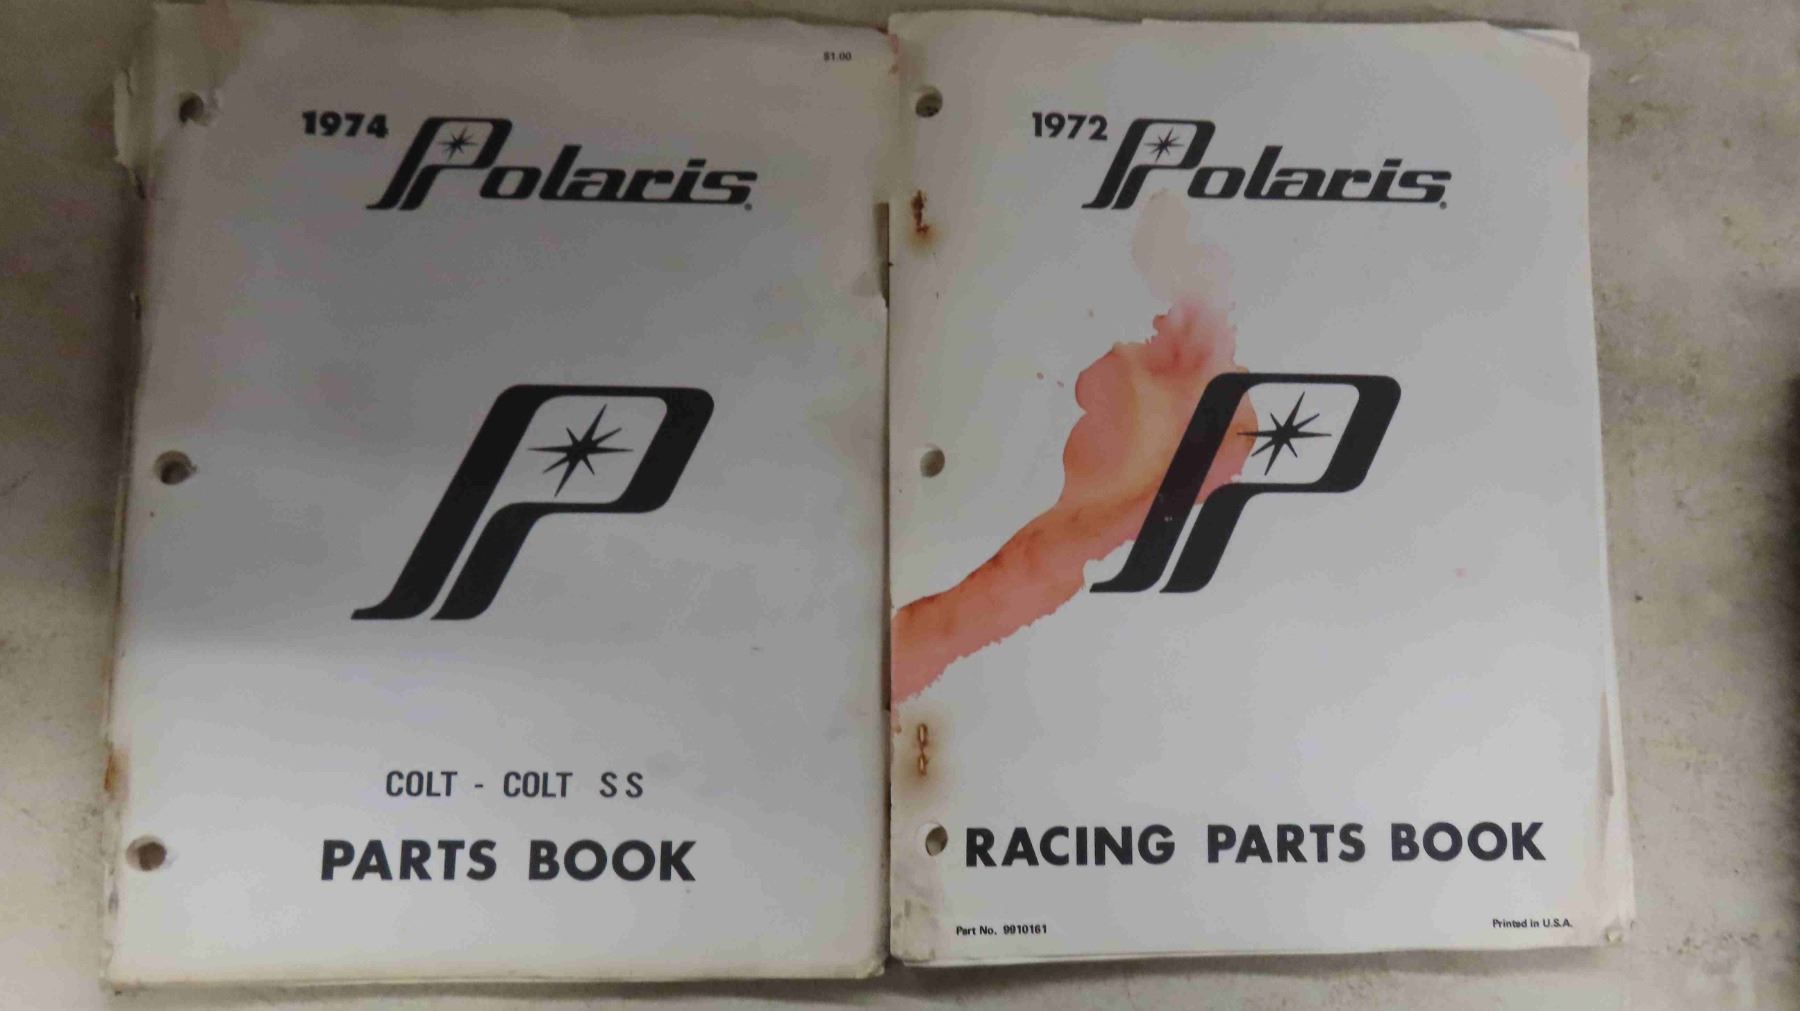 $1.00
1974 Polaris
COLT - COLT SS
PARTS BOOK
1972 Polaris
RACING PARTS BOOK
Part No. 9910161
Printed in U.S.A.